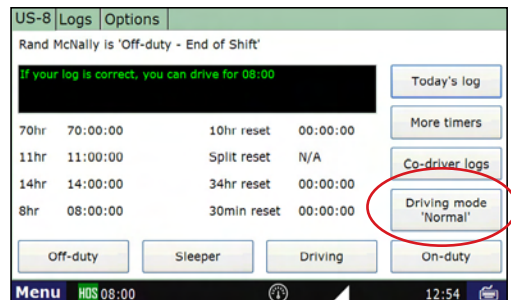 US-8 Logs Options
Rand McNally is 'Off-duty - End of Shift'
If your log is correct, you can drive for 08:00
Today's log
More timers
Co-driver logs
Driving mode
'Normal'
70hr 70:00:00 10hr reset 00:00:00
11hr 11:00:00 Split reset N/A
14hr 14:00:00 34hr reset 00:00:00
8hr 08:00:00 30min reset 00:00:00
Off-duty Sleeper Driving On-duty
Menu HOS 08:00 12:54